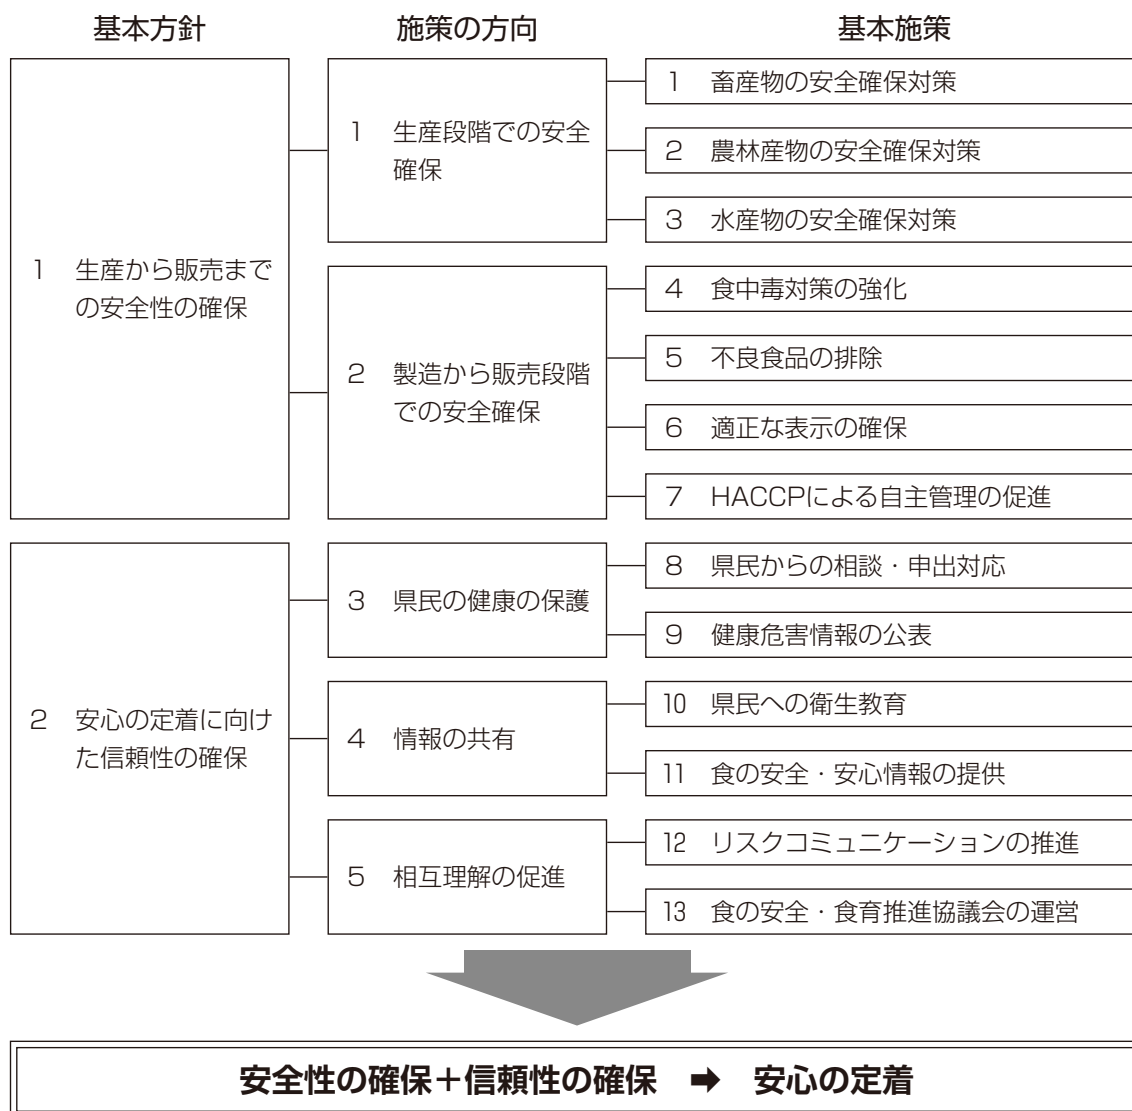 基本方針 施策の方向 基本施策
1 生産から販売まで
の安全性の確保
1 生産段階での安全
確保
1 畜産物の安全確保対策
2 農林産物の安全確保対策
3 水産物の安全確保対策
2 製造から販売段階
での安全確保
4 食中毒対策の強化
5 不良食品の排除
6 適正な表示の確保
7 HACCPによる自主管理の促進
2 安心の定着に向け
た信頼性の確保
3 県民の健康の保護
8 県民からの相談・申出対応
9 健康危害情報の公表
4 情報の共有
10 県民への衛生教育
11 食の安全・安心情報の提供
5 相互理解の促進
12 リスクコミュニケーションの推進
13 食の安全・食育推進協議会の運営
安全性の確保＋信頼性の確保 ➡ 安心の定着